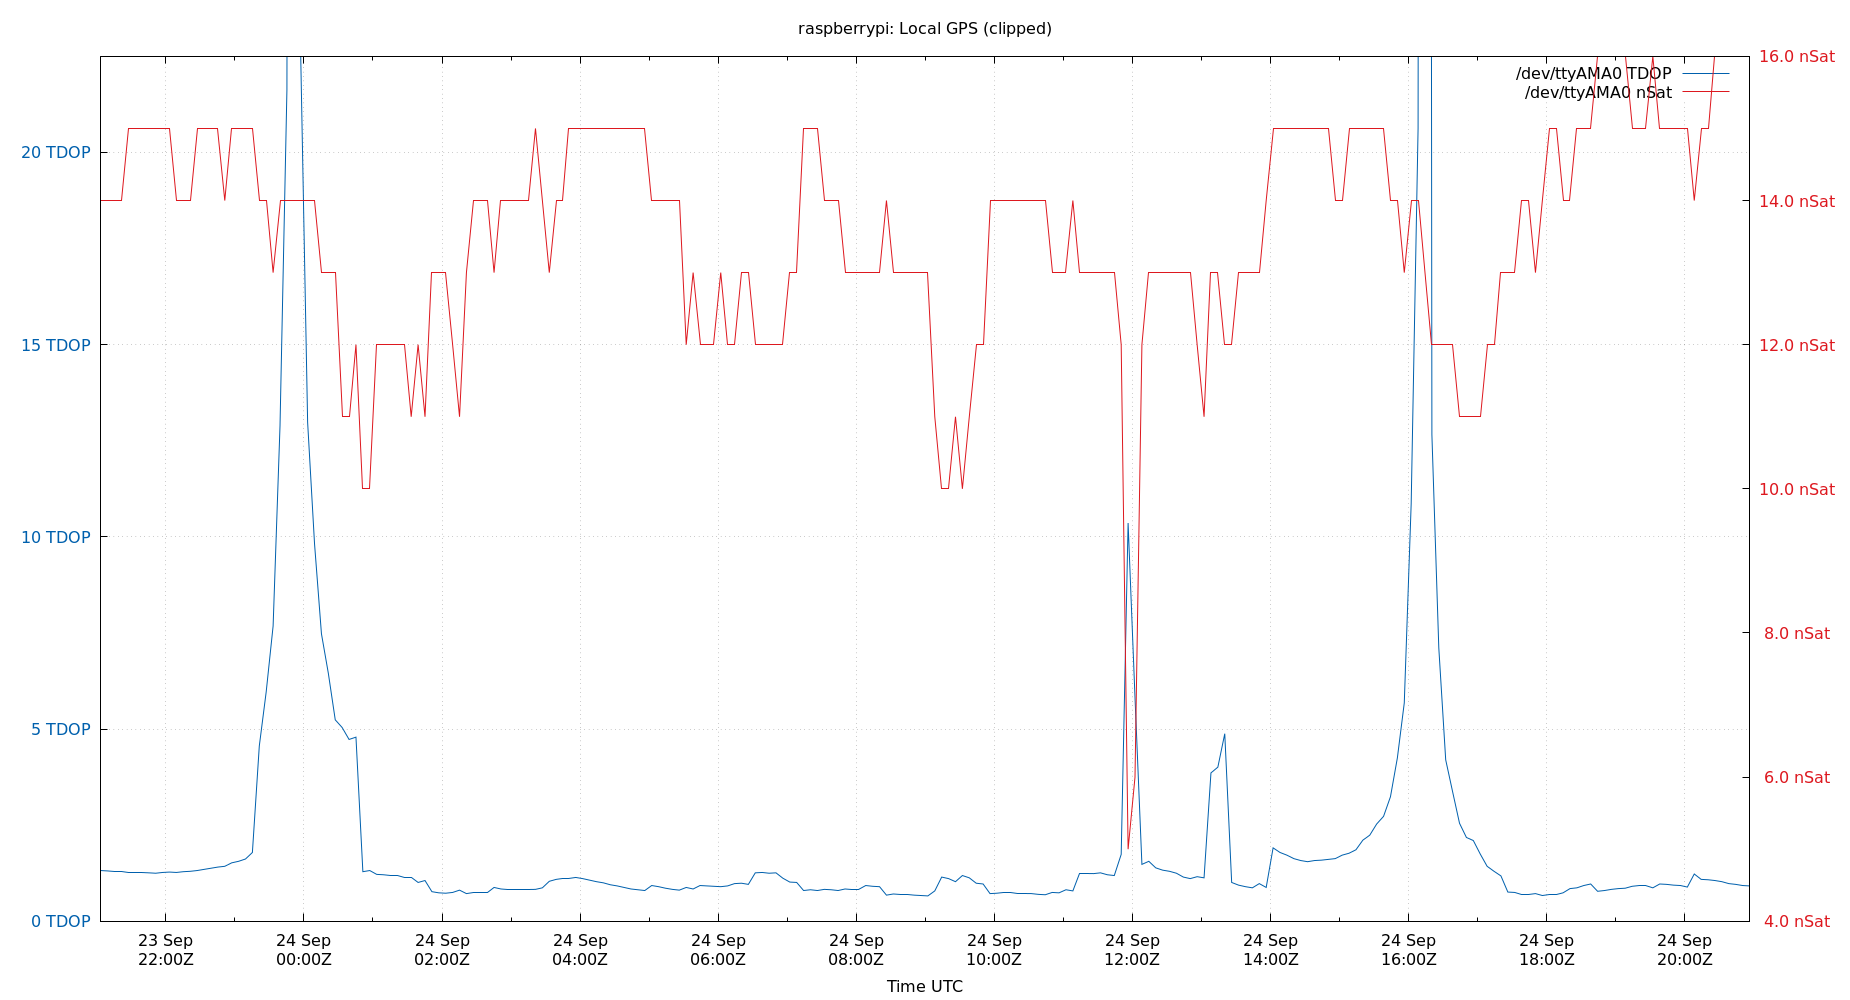 raspberrypi: Local GPS (clipped)
16.0 nSat
/dev/ttyAMA0 TDOP
/dev/ttyAMA0 nSat
20 TDOP
14.0 nSat
15 TDOP
12.0 nSat
10.0 nSat
10 TDOP
8.0 nSat
5 TDOP
6.0 nSat
0 TDOP
4.0 nSat
23 Sep 24 Sep 24 Sep 24 Sep 24 Sep 24 Sep 24 Sep 24 Sep 24 Sep 24 Sep 24 Sep 24 Sep
22:00Z 00:00Z 02:00Z 04:00Z 06:00Z 08:00Z 10:00Z 12:00Z 14:00Z 16:00Z 18:00Z 20:00Z
Time UTC